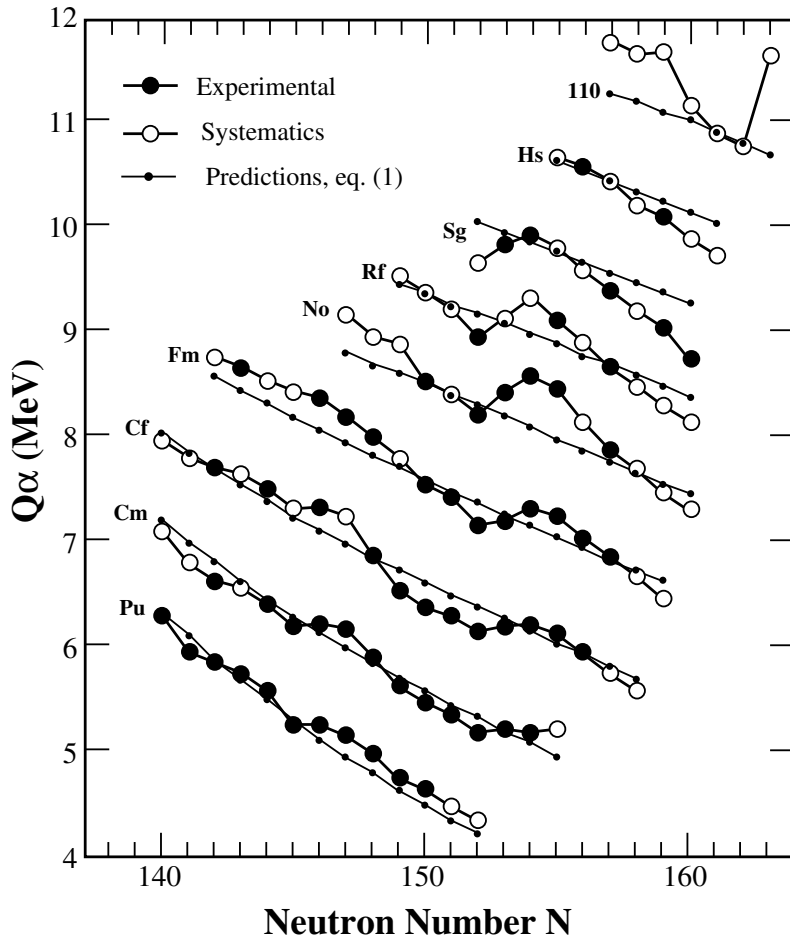 12
11
10
9
8
7
6
5
4
Qα (MeV)
Experimental
Systematics
Predictions, eq. (1)
110
Hs
Sg
Rf
No
Fm
Cf
Cm
Pu
140
150
160
Neutron Number N